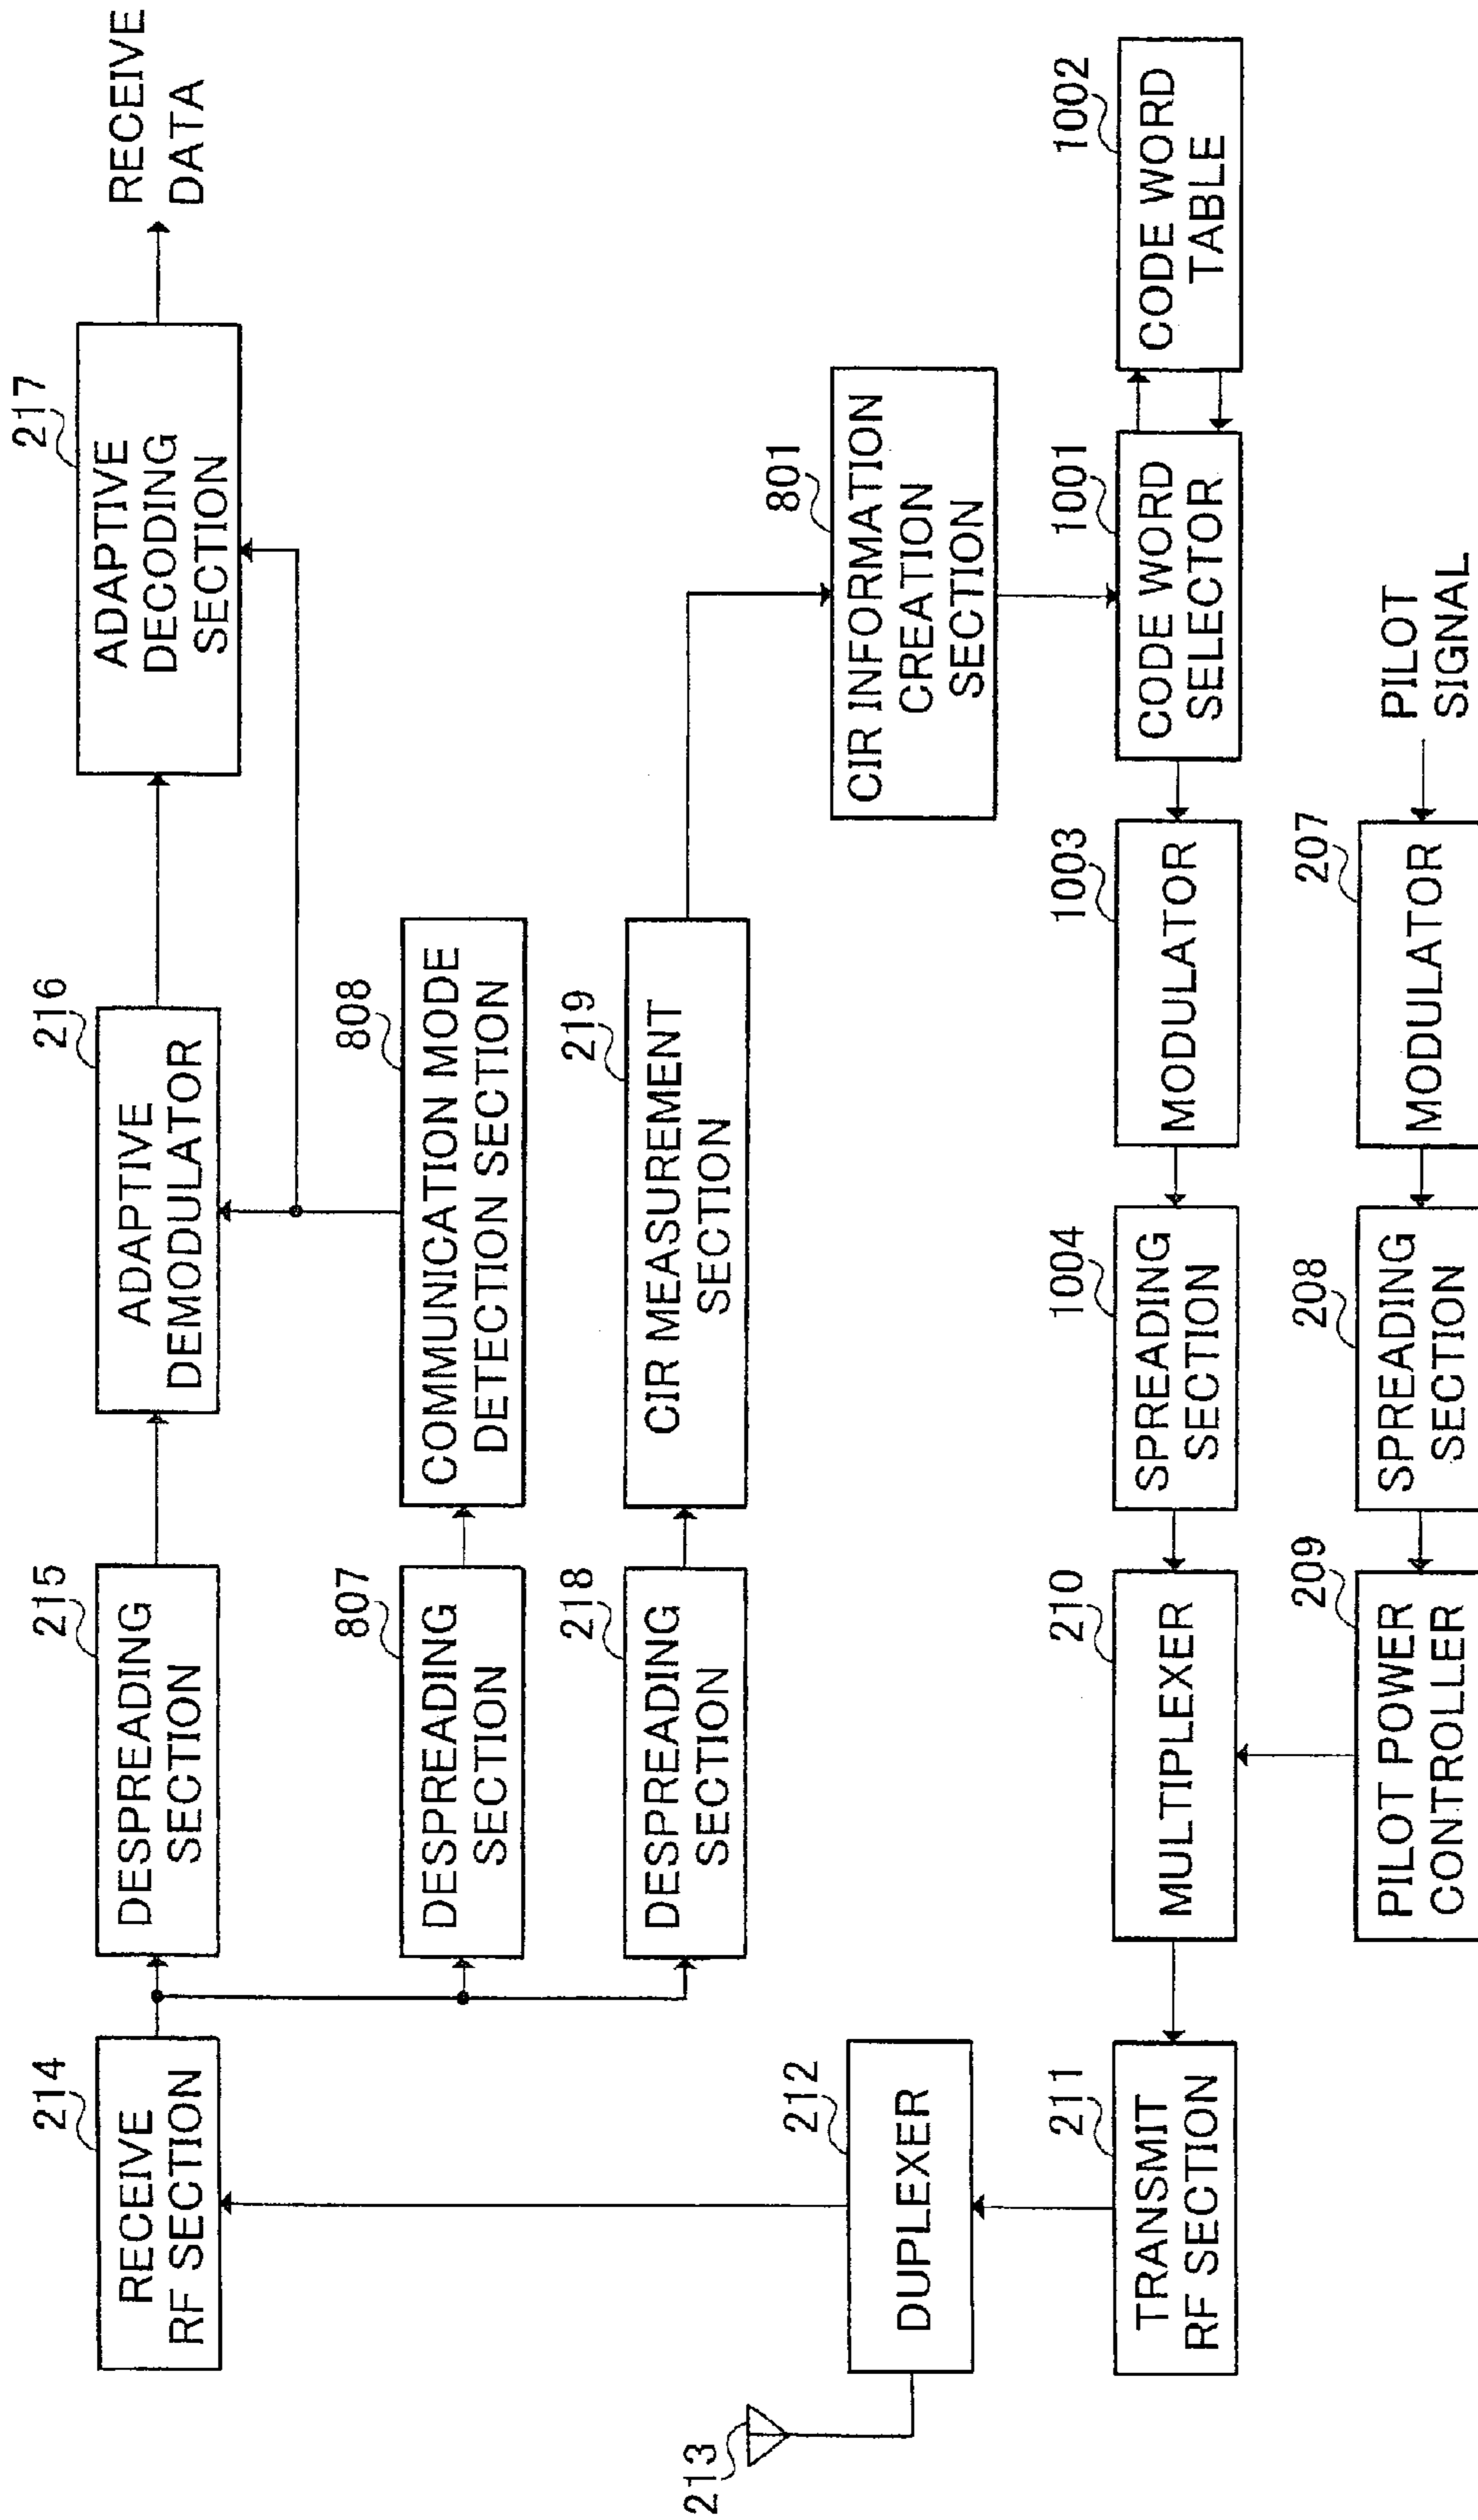 214
RECEIVE
RF SECTION
215
DESPREADING
SECTION
216
ADAPTIVE
DEMODULATOR
217
ADAPTIVE
DECODING
SECTION
RECEIVE
DATA
807
DESPREADING
SECTION
808
COMMUNICATION MODE
DETECTION SECTION
218
DESPREADING
SECTION
219
CIR MEASUREMENT
SECTION
213
212
DUPLEXER
801
CIR INFORMATION
CREATION
SECTION
211
TRANSMIT
RF SECTION
210
MULTIPLEXER
1004
SPREADING
SECTION
1003
MODULATOR
1001
CODE WORD
SELECTOR
1002
CODE WORD
TABLE
209
PILOT POWER
CONTROLLER
208
SPREADING
SECTION
207
MODULATOR
PILOT
SIGNAL